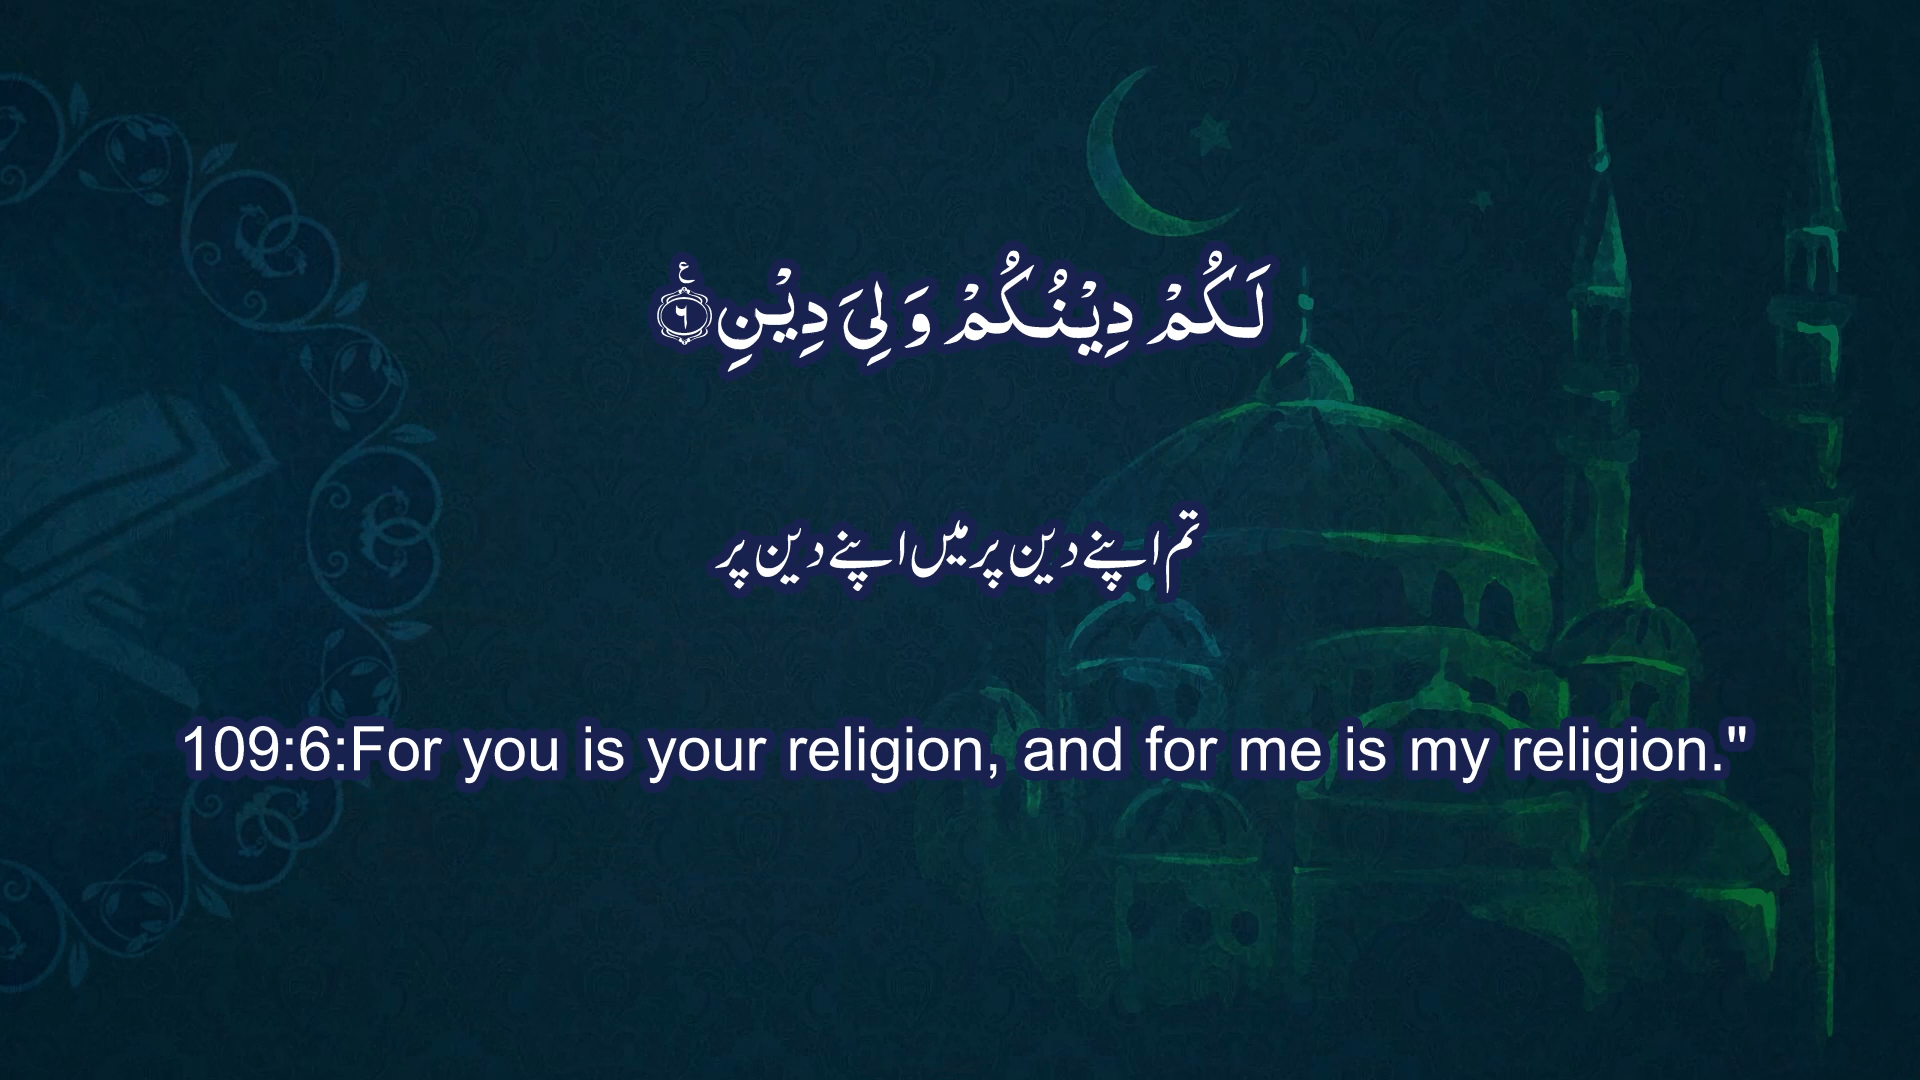 لَكُمْ دِيْنُكُمْ وَلِيَ دِيْنِ ۶ ع
تم اپنے دین پر میں اپنے دین پر
109:6:For you is your religion, and for me is my religion."